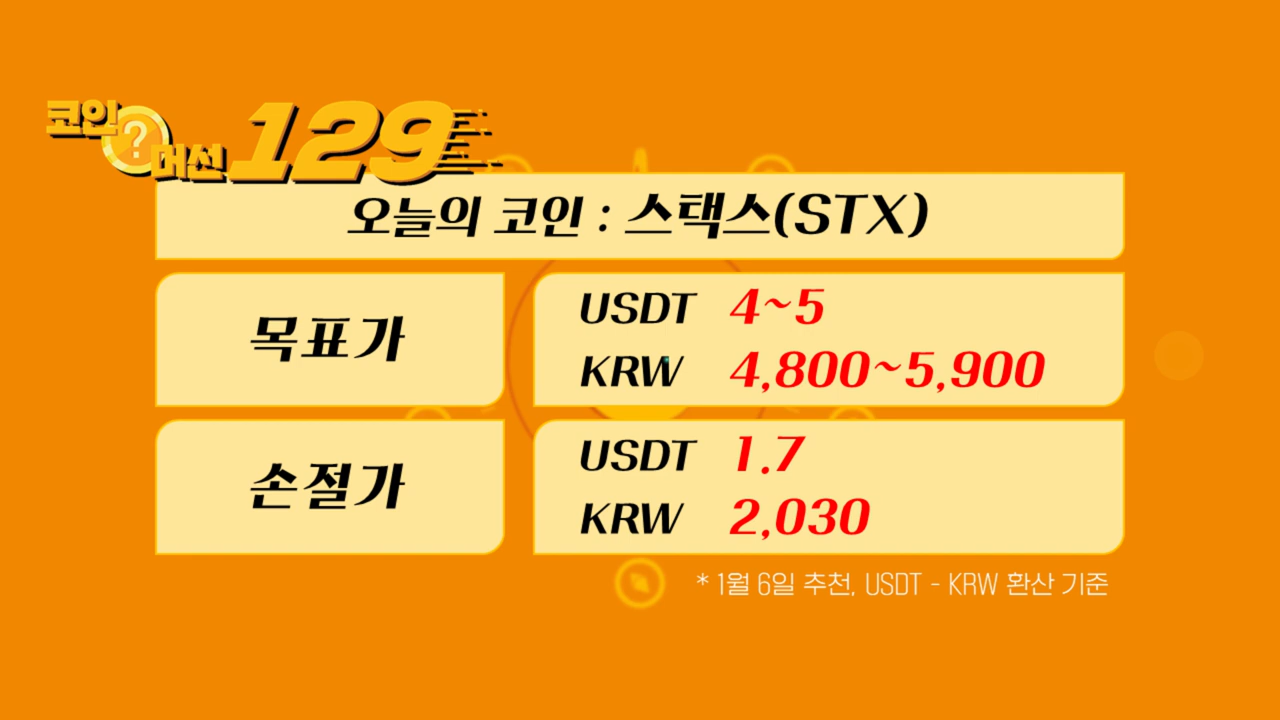 코인
?
머선
129
오늘의 코인 : 스택스(STX)
목표가
USDT 4~5
KRW 4,800~5,900
손절가
USDT 1.7
KRW 2,030
* 1월 6일 추천, USDT - KRW 환산 기준